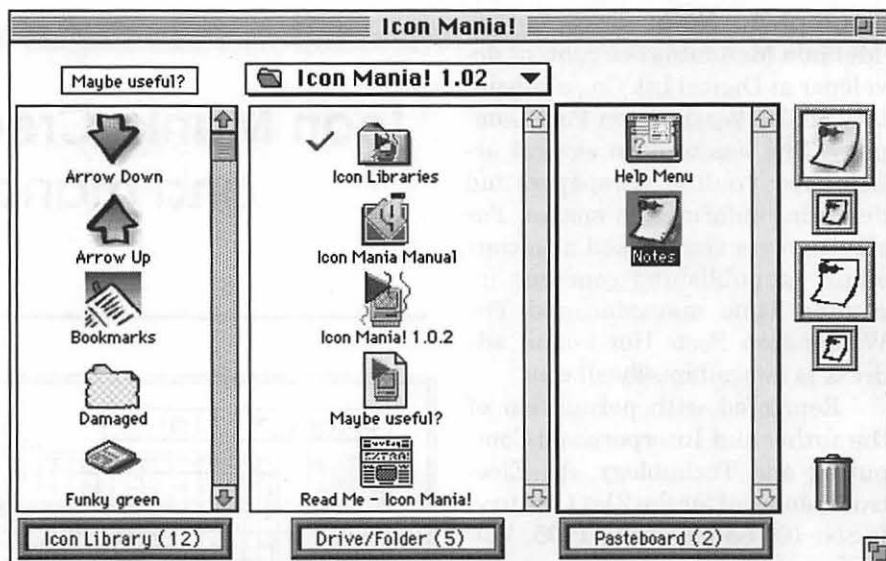 Icon Mania!
Maybe useful?
Icon Mania! 1.02
Arrow Down
Arrow Up
Bookmarks
Damaged
Funky green
Icon Library (12)
Icon Libraries
Icon Mania Manual
Icon Mania! 1.0.2
Maybe useful?
EXTRA!
Read Me - Icon Mania!
Drive/Folder (5)
Help Menu
Notes
Pasteboard (2)